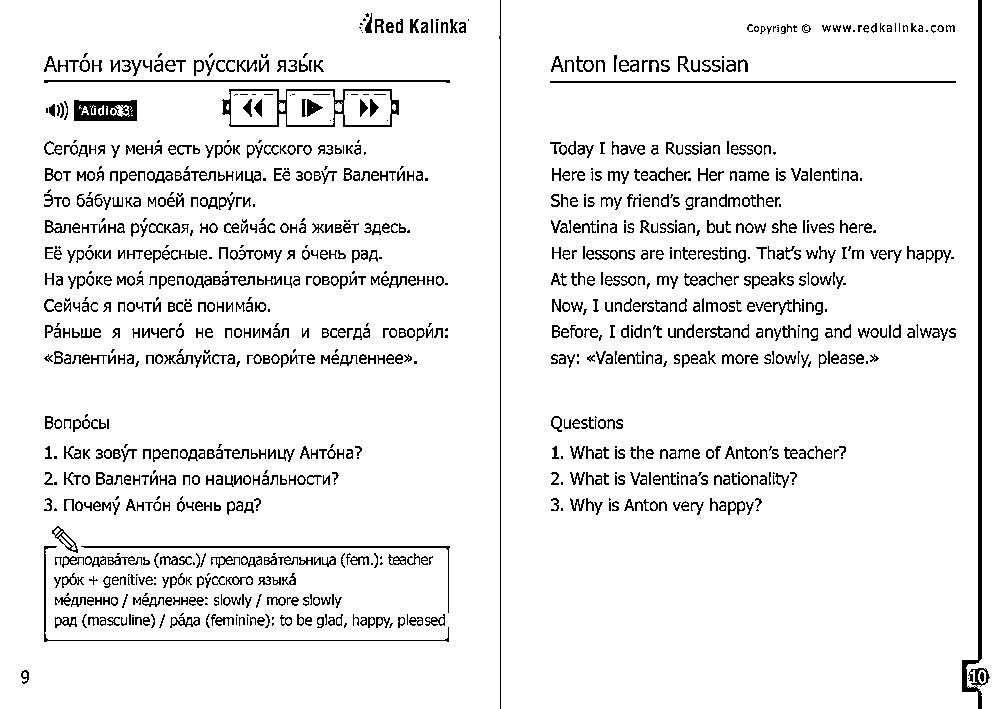 Red Kalinka
Анто́н изуча́ет ру́сский язы́к
Сего́дня у меня́ есть уро́к ру́сского языка́.
Вот моя́ преподава́тельница. Её зову́т Валенти́на.
Э́то ба́бушка мое́й подру́ги.
Валенти́на ру́сская, но сейча́с она́ живёт здесь.
Её уро́ки интере́сные. Поэ́тому я о́чень рад.
На уро́ке моя́ преподава́тельница говори́т ме́дленно.
Сейча́с я почти́ всё понима́ю.
Ра́ньше я ничего́ не понима́л и всегда́ говори́л:
«Валенти́на, пожа́луйста, говори́те ме́дленнее».
Вопро́сы
1. Как зову́т преподава́тельницу Анто́на?
2. Кто Валенти́на по национа́льности?
3. Почему́ Анто́н о́чень рад?
преподава́тель (masc.)/ преподава́тельница (fem.): teacher
уро́к + genitive: уро́к ру́сского языка́
ме́дленно / ме́дленнее: slowly / more slowly
рад (masculine) / ра́да (feminine): to be glad, happy, pleased
9
Copyright © www.redkalinka.com
Anton learns Russian
Today I have a Russian lesson.
Here is my teacher. Her name is Valentina.
She is my friend's grandmother.
Valentina is Russian, but now she lives here.
Her lessons are interesting. That's why I'm very happy.
At the lesson, my teacher speaks slowly.
Now, I understand almost everything.
Before, I didn't understand anything and would always
say: «Valentina, speak more slowly, please.»
Questions
1. What is the name of Anton's teacher?
2. What is Valentina's nationality?
3. Why is Anton very happy?
10